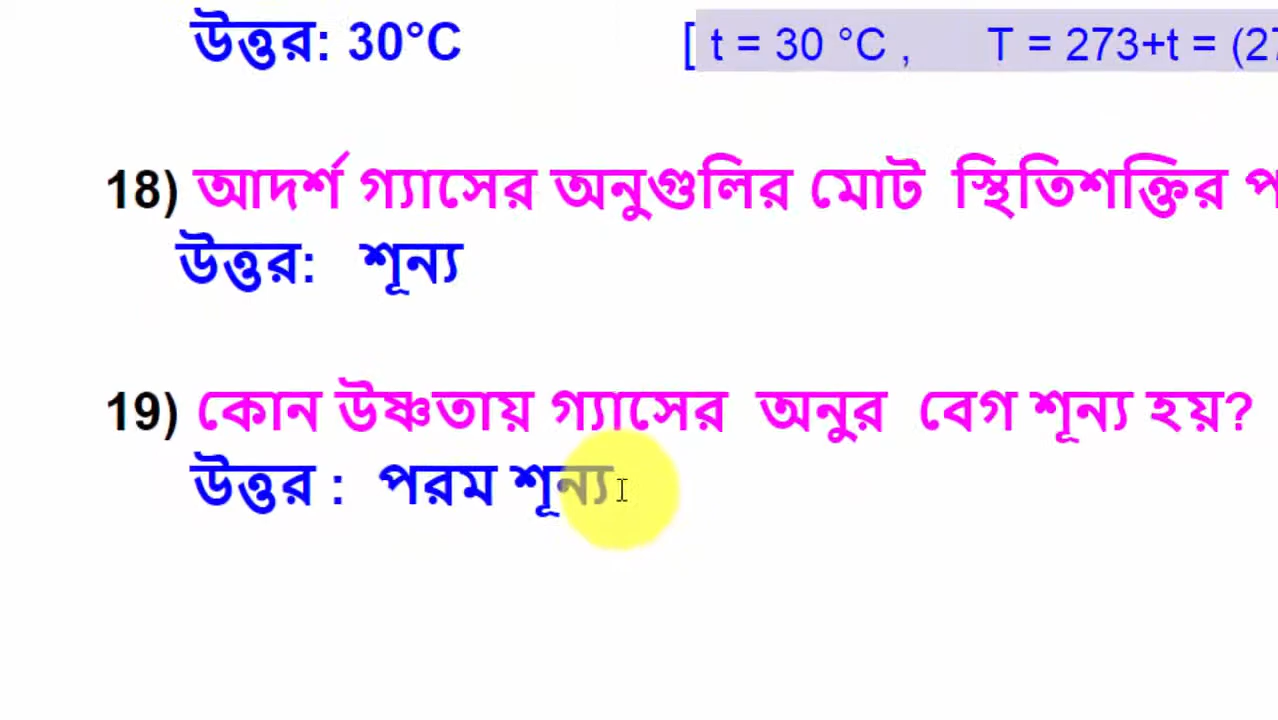 উত্তর: 30°C [ t = 30 °C , T = 273+t = (27
18) আদর্শ গ্যাসের অনুগুলির মোট স্থিতিশক্তির প
উত্তর: শূন্য
19) কোন উষ্ণতায় গ্যাসের অনুর বেগ শূন্য হয়?
উত্তর : পরম শূন্য